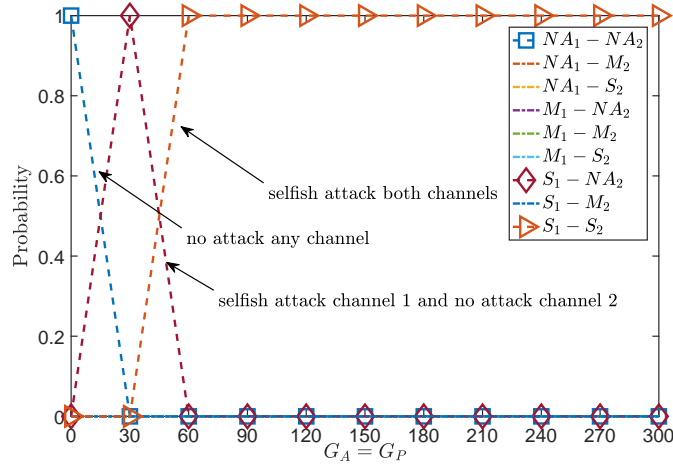 1
0.8
0.6
0.4
0.2
0
Probability
0 30 60 90 120 150 180 210 240 270 300
G_A = G_P
NA_1 − NA_2
NA_1 − M_2
NA_1 − S_2
M_1 − NA_2
M_1 − M_2
M_1 − S_2
S_1 − NA_2
S_1 − M_2
S_1 − S_2
selfish attack both channels
no attack any channel
selfish attack channel 1 and no attack channel 2